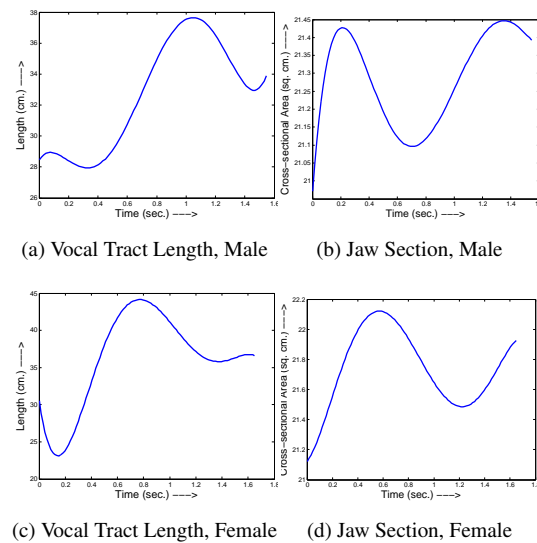 38
36
34
32
30
28
26
Length (cm.) --->
0 0.2 0.4 0.6 0.8 1 1.2 1.4 1.6
Time (sec.) --->
(a) Vocal Tract Length, Male
21.45
21.4
21.35
21.3
21.25
21.2
21.15
21.1
21.05
21
Cross-sectional Area (sq. cm.) --->
0 0.2 0.4 0.6 0.8 1 1.2 1.4 1.6
Time (sec.) --->
(b) Jaw Section, Male
45
40
35
30
25
20
Length (cm.) --->
0 0.2 0.4 0.6 0.8 1 1.2 1.4 1.6 1.8
Time (sec.) --->
(c) Vocal Tract Length, Female
22.2
22
21.8
21.6
21.4
21.2
21
Cross-sectional Area (sq. cm.) --->
0 0.2 0.4 0.6 0.8 1 1.2 1.4 1.6 1.8
Time (sec.) --->
(d) Jaw Section, Female